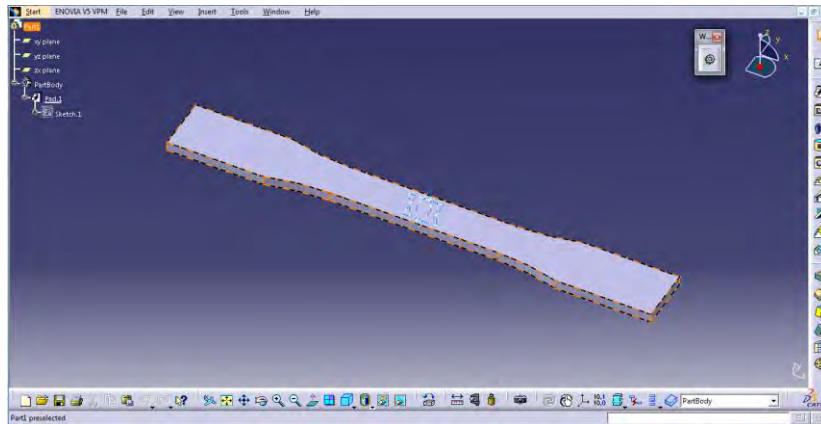 Start ENOVIA V5 VPM File Edit View Insert Tools Window Help
Part1
xy plane
yz plane
zx plane
PartBody
Pad.1
Sketch.1
W...
z
y
x
PartBody
Part1 preselected